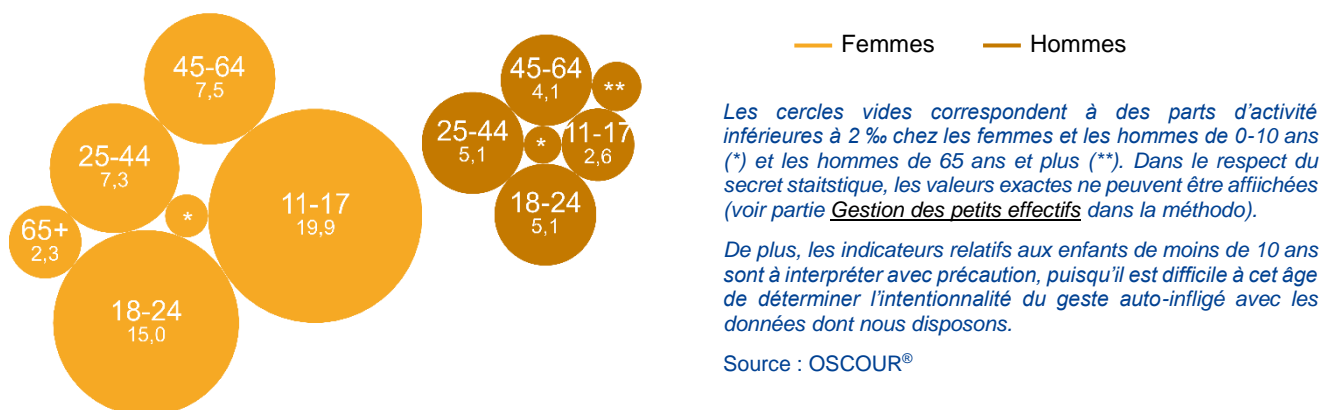 45-64
7,5
25-44
7,3
65+
2,3
*
11-17
19,9
18-24
15,0
45-64
4,1
**
25-44
5,1
*
11-17
2,6
18-24
5,1
Femmes
Hommes
Les cercles vides correspondent à des parts d’activité
inférieures à 2 ‰ chez les femmes et les hommes de 0-10 ans
(*) et les hommes de 65 ans et plus (**). Dans le respect du
secret staitstique, les valeurs exactes ne peuvent être affiichées
(voir partie Gestion des petits effectifs dans la méthodo).
De plus, les indicateurs relatifs aux enfants de moins de 10 ans
sont à interpréter avec précaution, puisqu’il est difficile à cet âge
de déterminer l’intentionnalité du geste auto-infligé avec les
données dont nous disposons.
Source : OSCOUR®